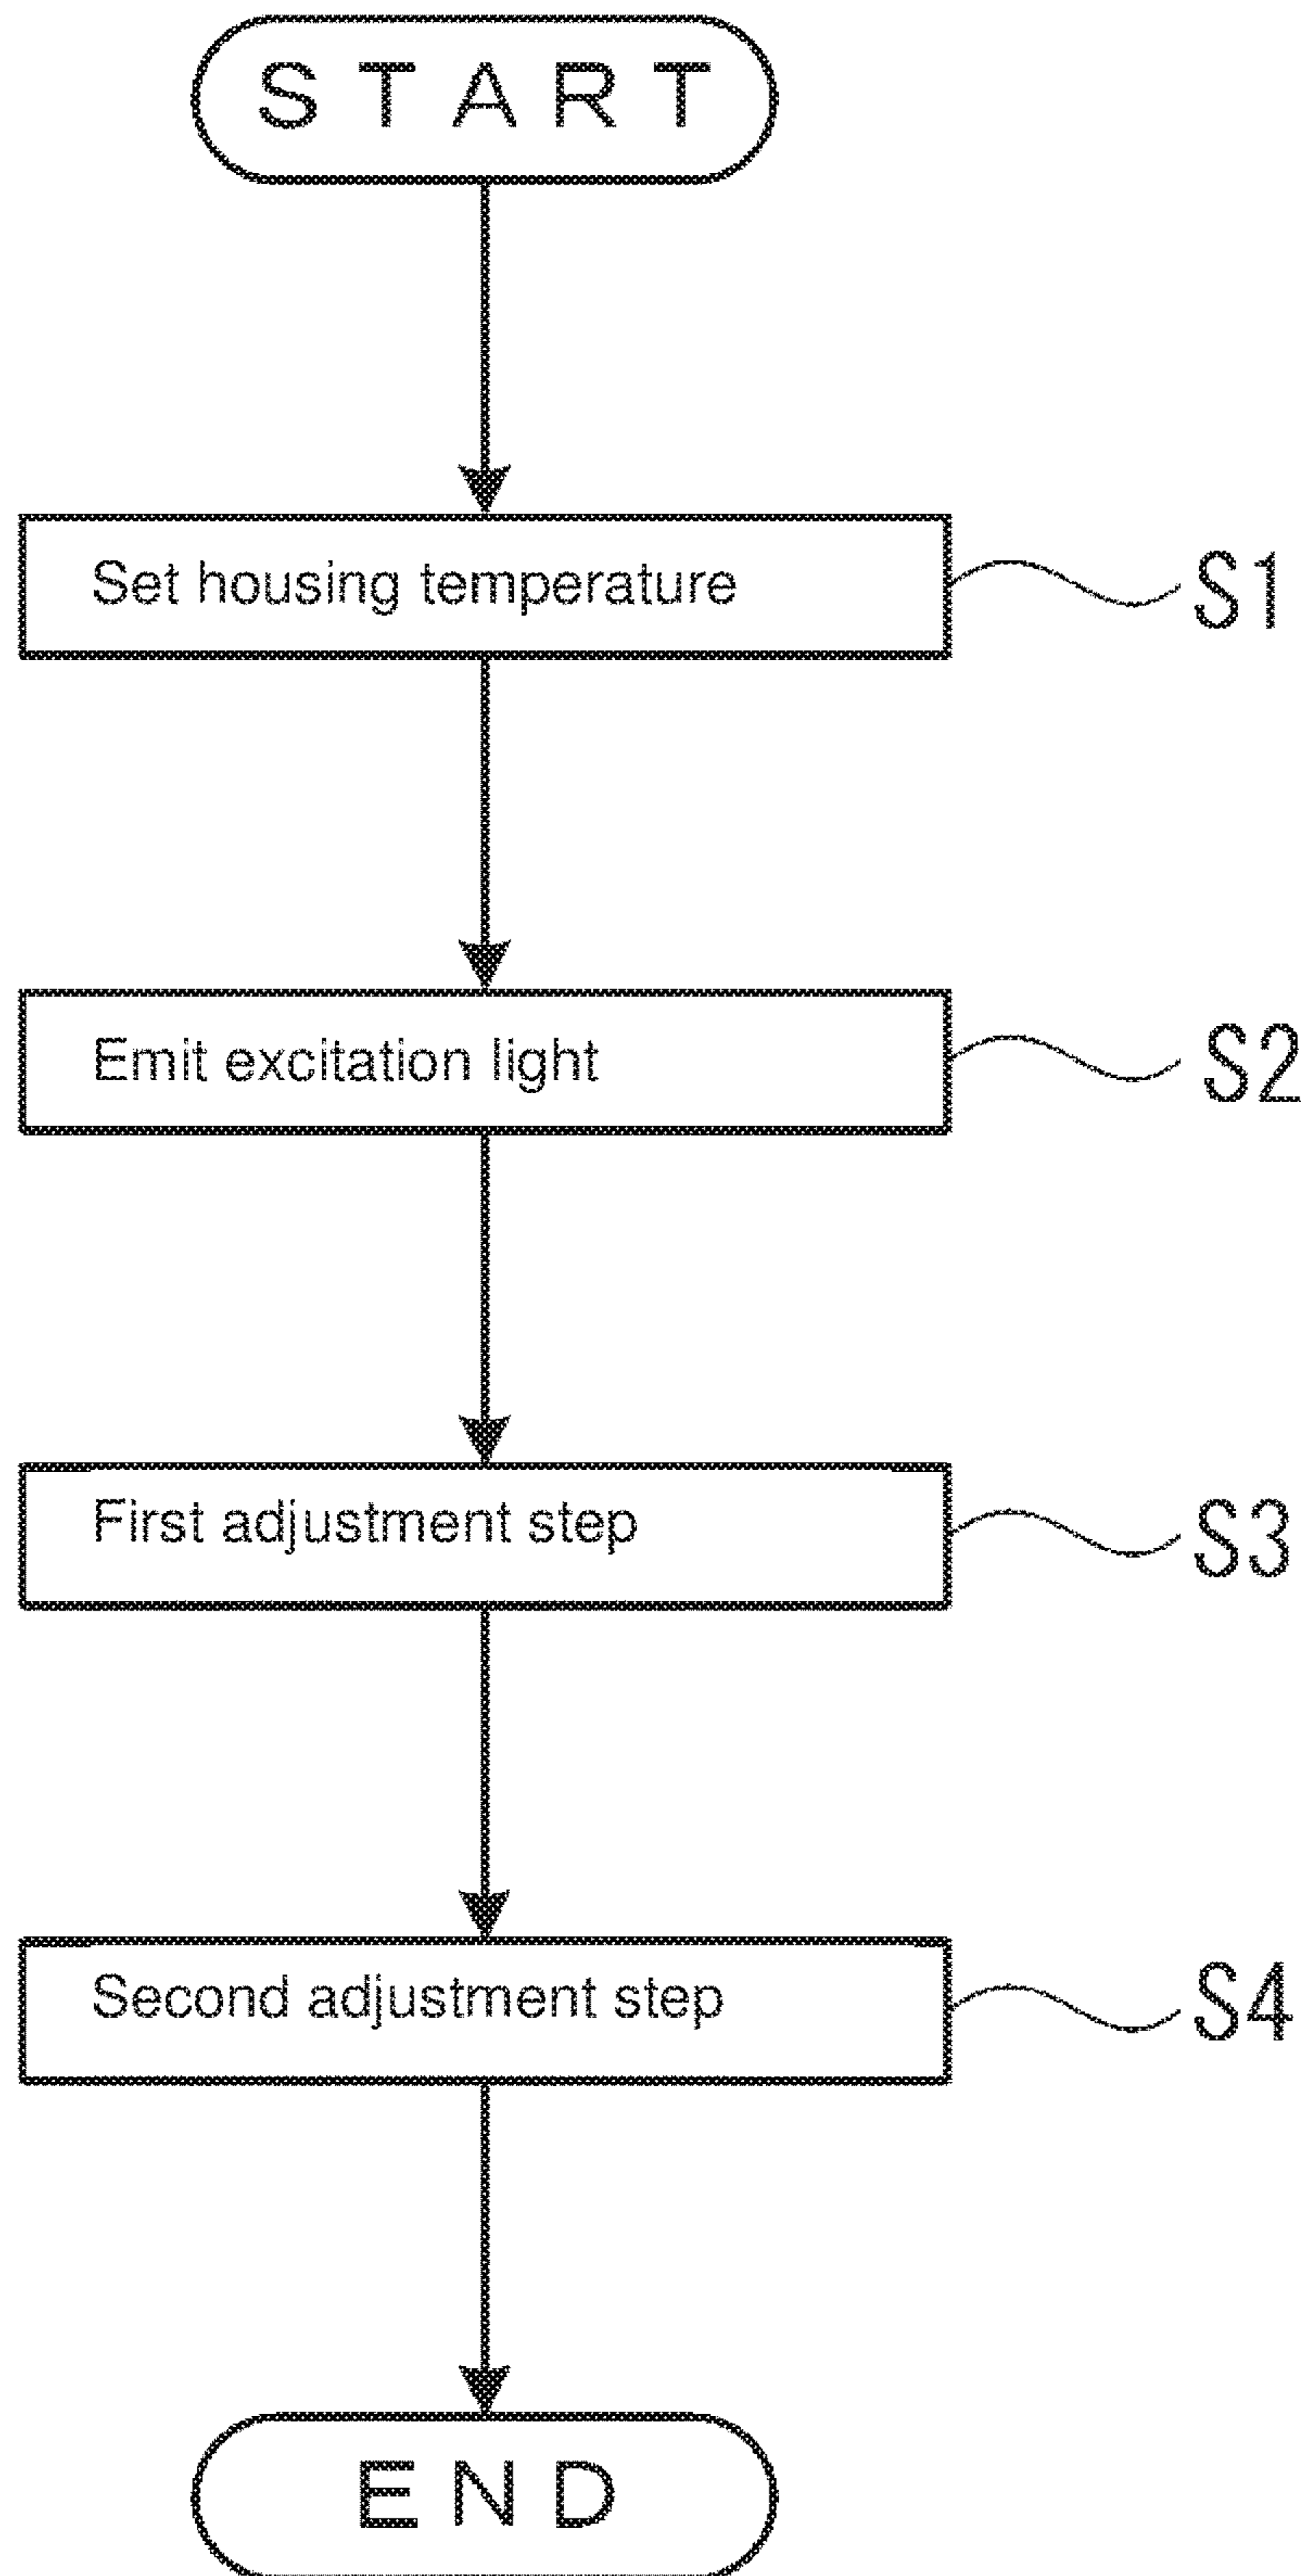 START
Set housing temperature
S1
Emit excitation light
S2
First adjustment step
S3
Second adjustment step
S4
END